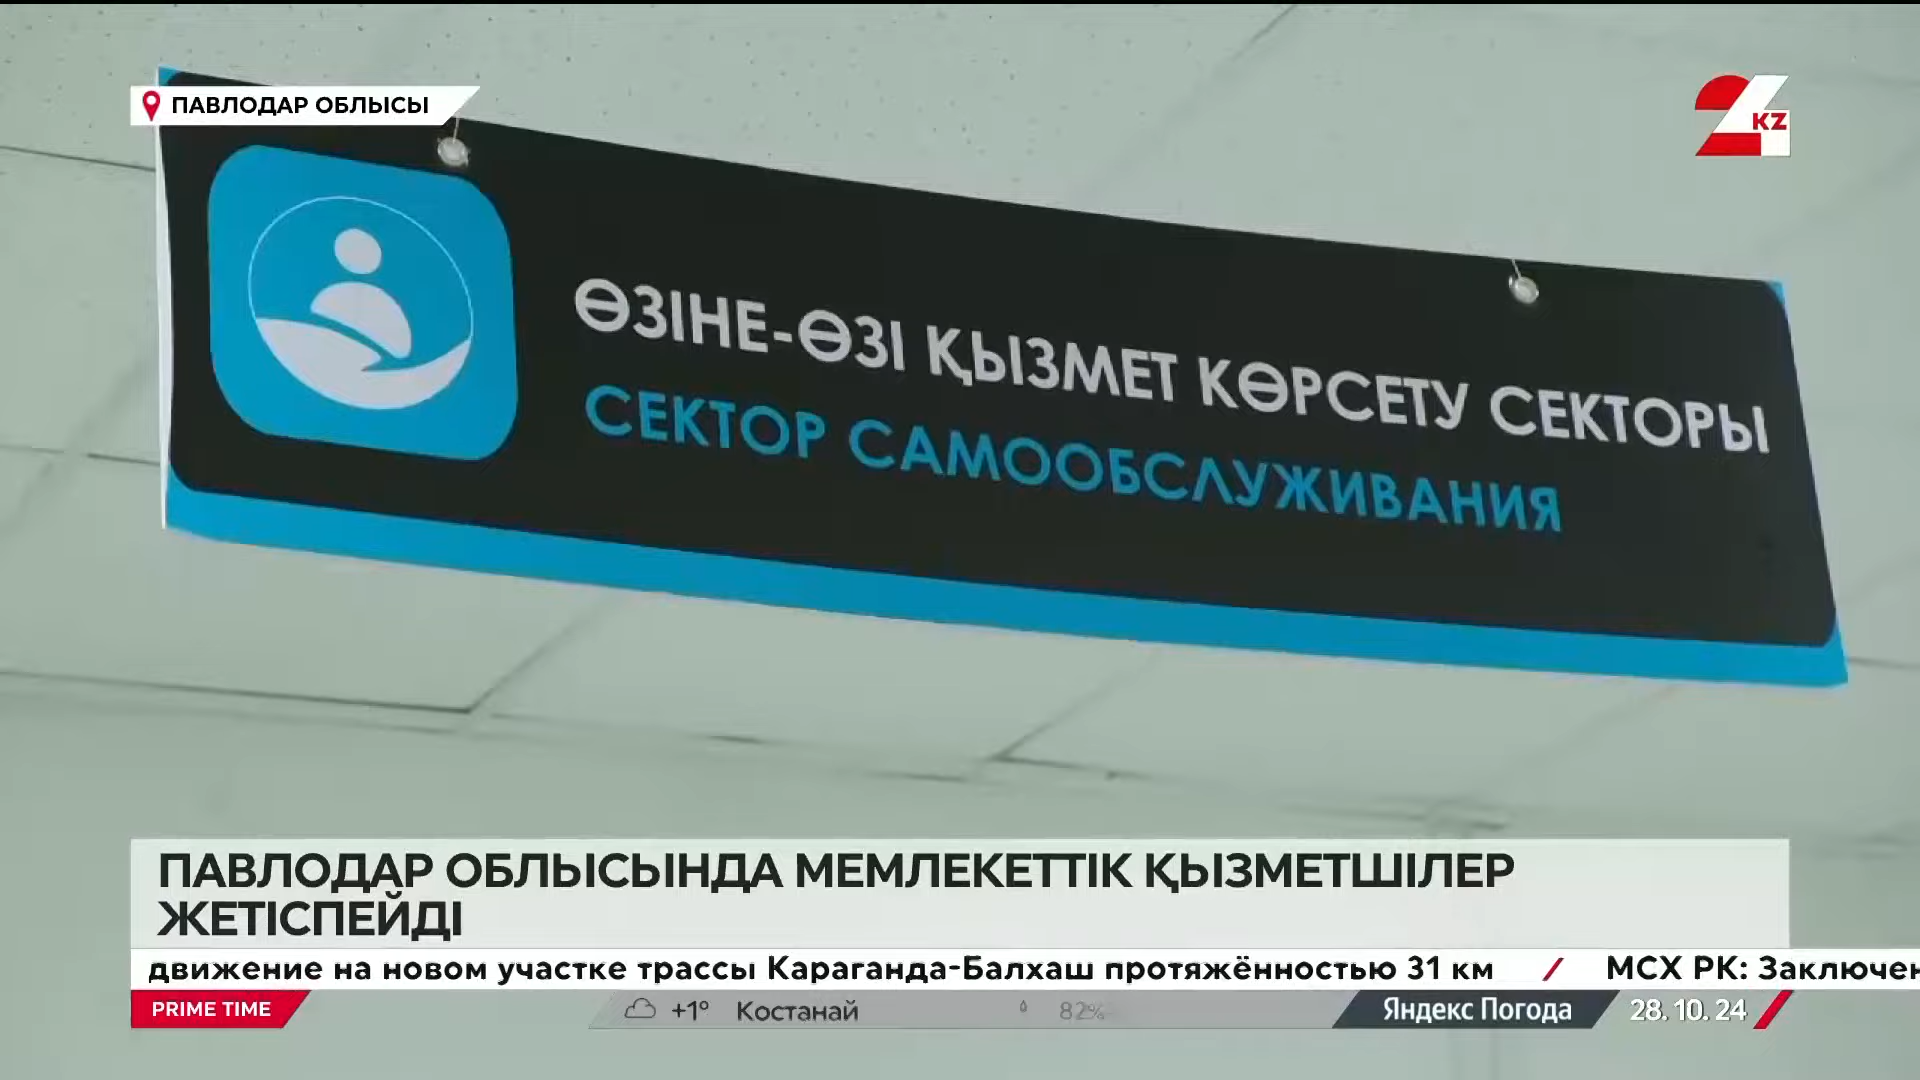 ПАВЛОДАР ОБЛЫСЫ
24 KZ
ӨЗІНЕ-ӨЗІ ҚЫЗМЕТ КӨРСЕТУ СЕКТОРЫ
СЕКТОР САМООБСЛУЖИВАНИЯ
ПАВЛОДАР ОБЛЫСЫНДА МЕМЛЕКЕТТІК ҚЫЗМЕТШІЛЕР
ЖЕТІСПЕЙДІ
движение на новом участке трассы Караганда-Балхаш протяжённостью 31 км / МСХ РК: Заключен
PRIME TIME +1° Костанай 82% Яндекс Погода 28.10.24